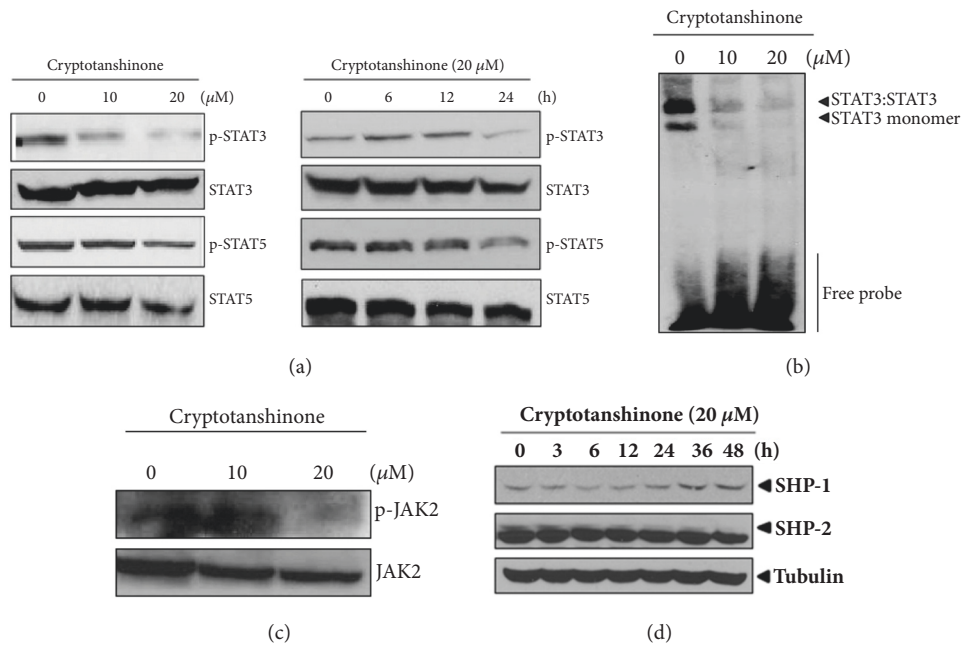 Cryptotanshinone
0 10 20 (μM)
p-STAT3
STAT3
p-STAT5
STAT5
Cryptotanshinone (20 μM)
0 6 12 24 (h)
p-STAT3
STAT3
p-STAT5
STAT5
(a)
Cryptotanshinone
0 10 20 (μM)
STAT3:STAT3
STAT3 monomer
Free probe
(b)
Cryptotanshinone
0 10 20 (μM)
p-JAK2
JAK2
(c)
Cryptotanshinone (20 μM)
0 3 6 12 24 36 48 (h)
SHP-1
SHP-2
Tubulin
(d)